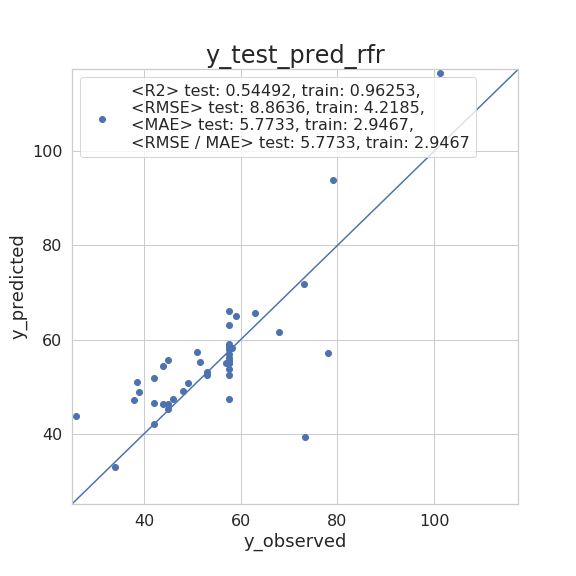 y_test_pred_rfr
<R2> test: 0.54492, train: 0.96253,
<RMSE> test: 8.8636, train: 4.2185,
<MAE> test: 5.7733, train: 2.9467,
<RMSE / MAE> test: 5.7733, train: 2.9467
100
80
60
40
y_predicted
40 60 80 100
y_observed